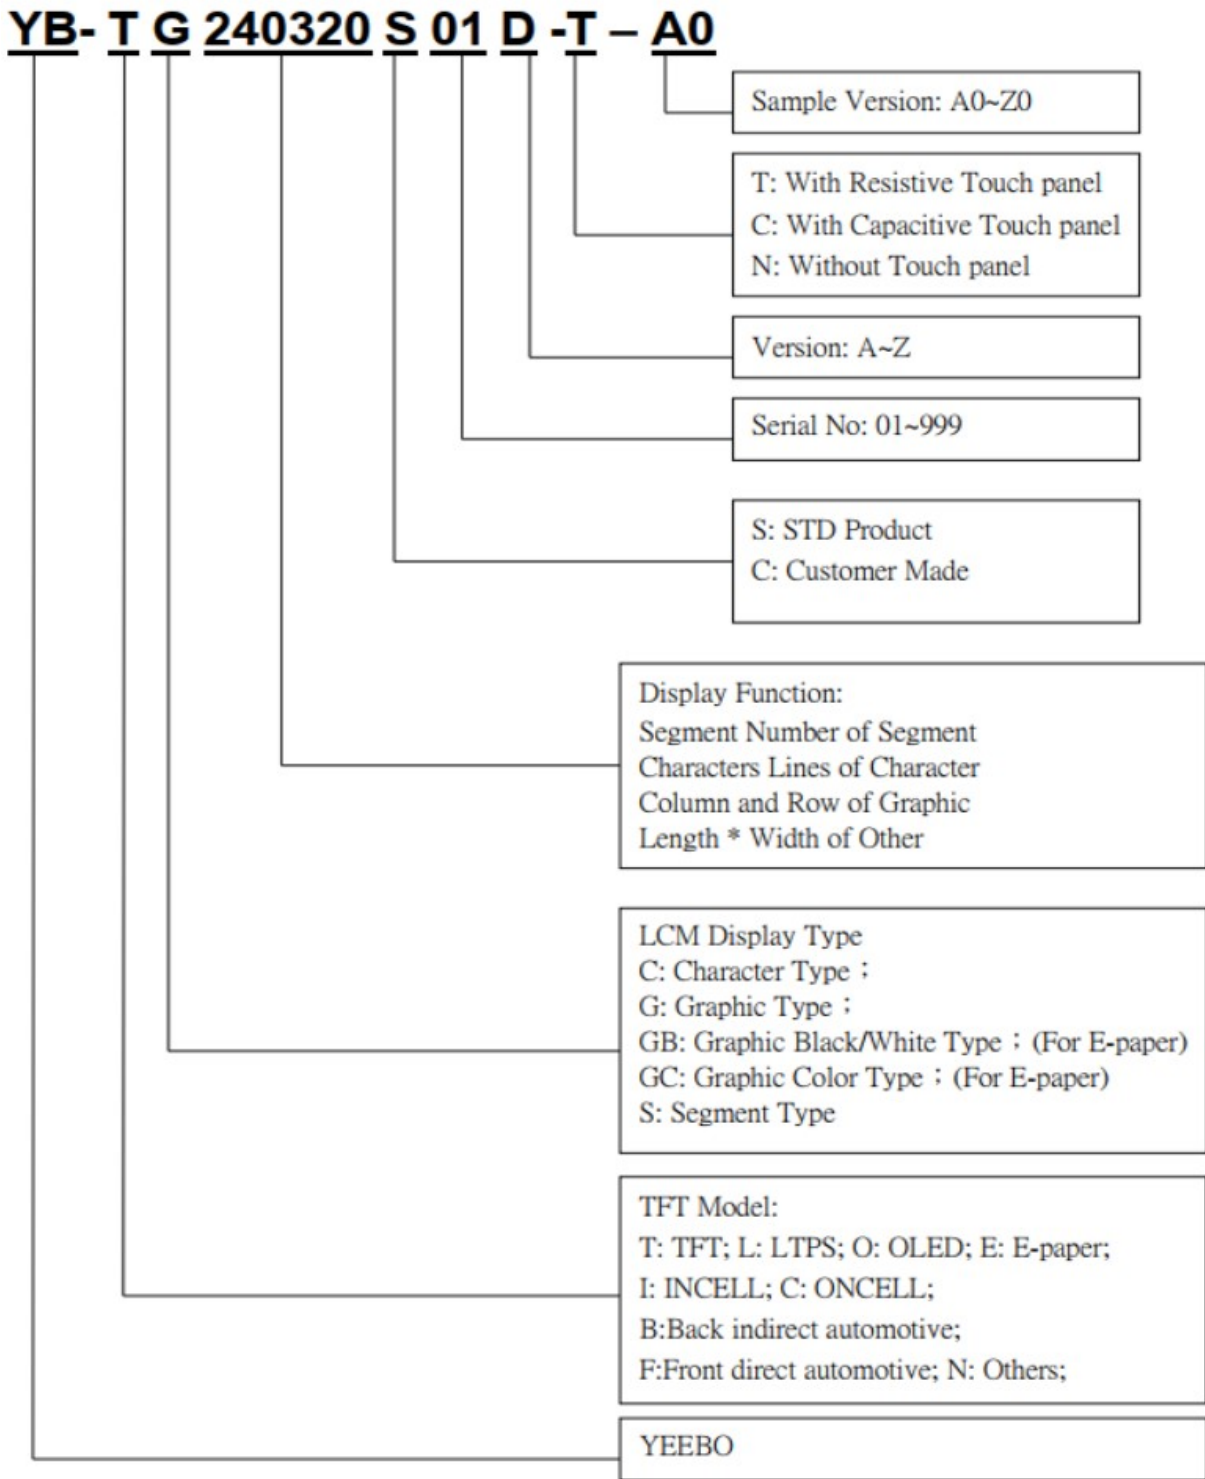 YB- T G 240320 S 01 D -T – A0
Sample Version: A0~Z0
T: With Resistive Touch panel
C: With Capacitive Touch panel
N: Without Touch panel
Version: A~Z
Serial No: 01~999
S: STD Product
C: Customer Made
Display Function:
Segment Number of Segment
Characters Lines of Character
Column and Row of Graphic
Length * Width of Other
LCM Display Type
C: Character Type；
G: Graphic Type；
GB: Graphic Black/White Type；(For E-paper)
GC: Graphic Color Type；(For E-paper)
S: Segment Type
TFT Model:
T: TFT; L: LTPS; O: OLED; E: E-paper;
I: INCELL; C: ONCELL;
B:Back indirect automotive;
F:Front direct automotive; N: Others;
YEEBO